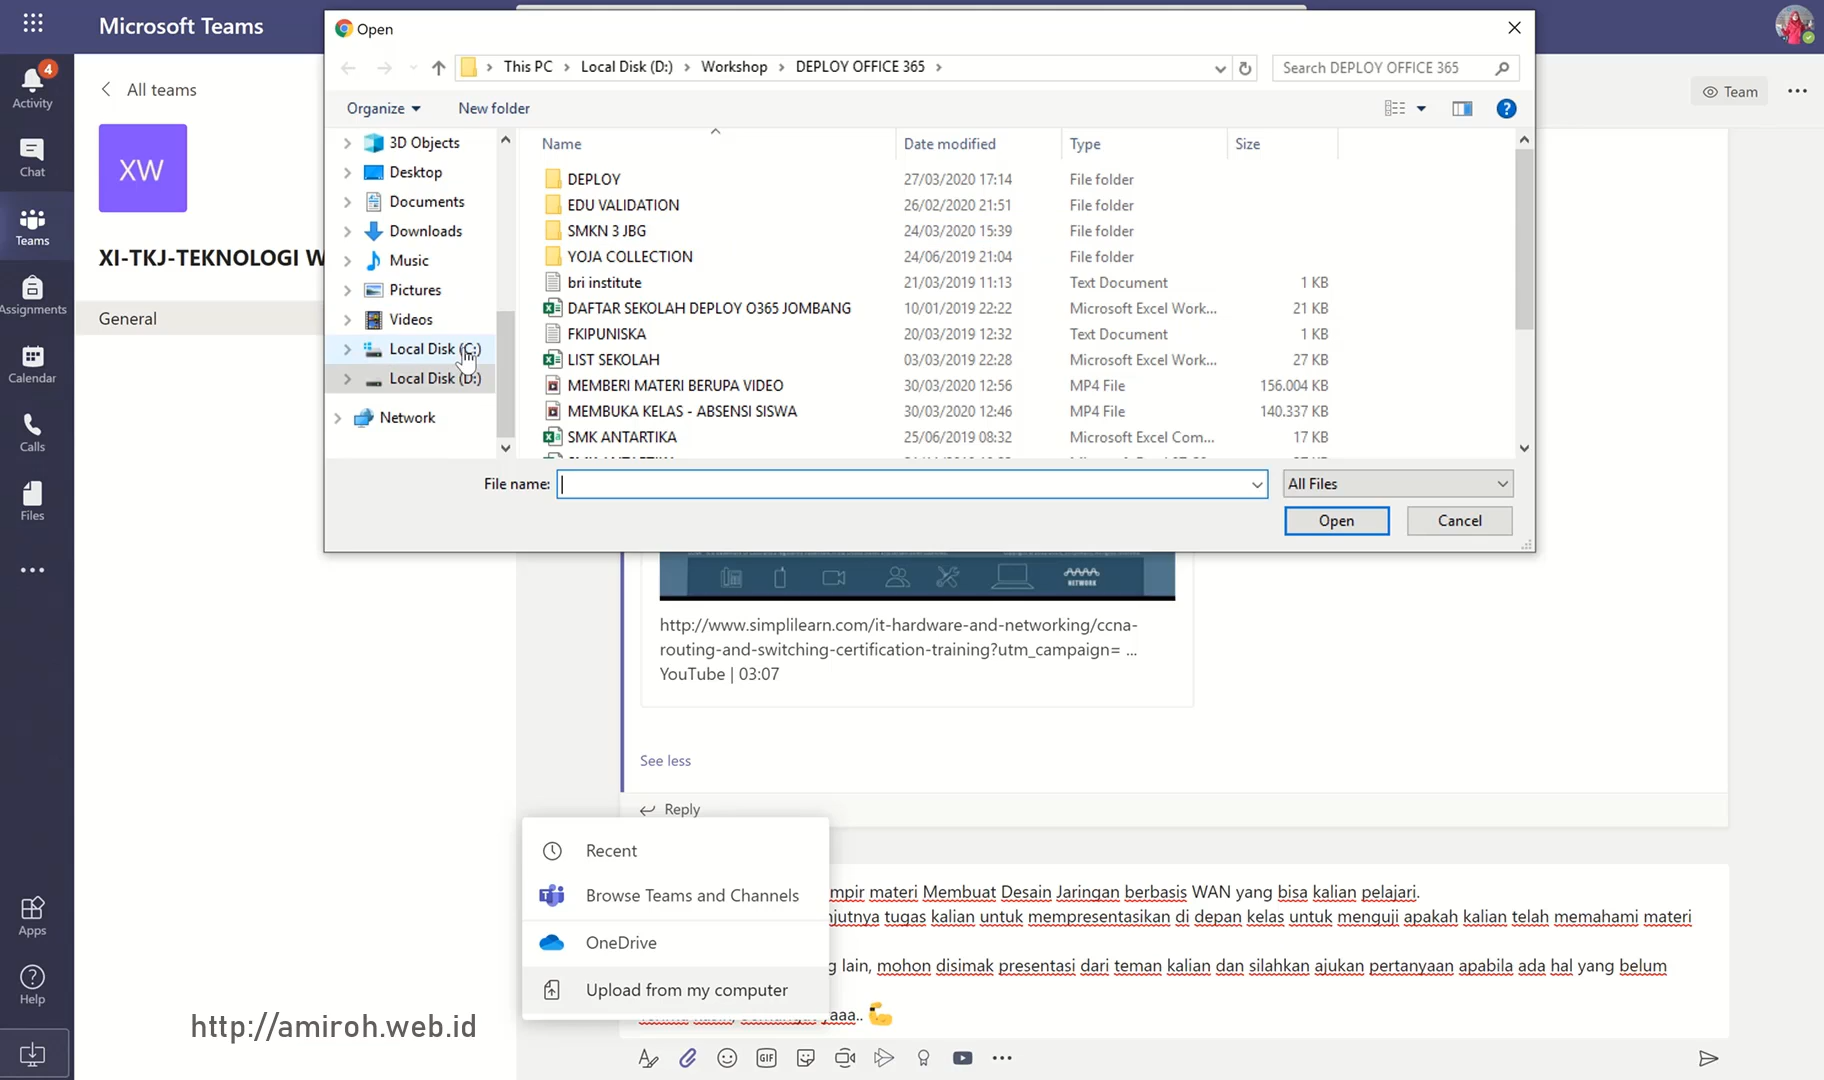 Microsoft Teams
Open
This PC > Local Disk (D:) > Workshop > DEPLOY OFFICE 365 >
Search DEPLOY OFFICE 365
Organize
New folder
4
Activity
Chat
Teams
Assignments
Calendar
Calls
Files
Apps
Help
All teams
XW
XI-TKJ-TEKNOLOGI W
General
Team
3D Objects
Desktop
Documents
Downloads
Music
Pictures
Videos
Local Disk (C:)
Local Disk (D:)
Network
Name Date modified Type Size
DEPLOY 27/03/2020 17:14 File folder
EDU VALIDATION 26/02/2020 21:51 File folder
SMKN 3 JBG 24/03/2020 15:39 File folder
YOJA COLLECTION 24/06/2019 21:04 File folder
bri institute 21/03/2019 11:13 Text Document 1 KB
DAFTAR SEKOLAH DEPLOY O365 JOMBANG 10/01/2019 22:22 Microsoft Excel Work... 21 KB
FKIPUNISKA 20/03/2019 12:32 Text Document 1 KB
LIST SEKOLAH 03/03/2019 22:28 Microsoft Excel Work... 27 KB
MEMBERI MATERI BERUPA VIDEO 30/03/2020 12:56 MP4 File 156.004 KB
MEMBUKA KELAS - ABSENSI SISWA 30/03/2020 12:46 MP4 File 140.337 KB
SMK ANTARTIKA 25/06/2019 08:32 Microsoft Excel Com... 17 KB
File name:
All Files
Open
Cancel
NETWORK
http://www.simplilearn.com/it-hardware-and-networking/ccna-
routing-and-switching-certification-training?utm_campaign= ...
YouTube | 03:07
See less
Reply
Recent
Browse Teams and Channels
OneDrive
Upload from my computer
mpir materi Membuat Desain Jaringan berbasis WAN yang bisa kalian pelajari.
jutnya tugas kalian untuk mempresentasikan di depan kelas untuk menguji apakah kalian telah memahami materi
g lain, mohon disimak presentasi dari teman kalian dan silahkan ajukan pertanyaan apabila ada hal yang belum
yaaa..
GIF
http://amiroh.web.id